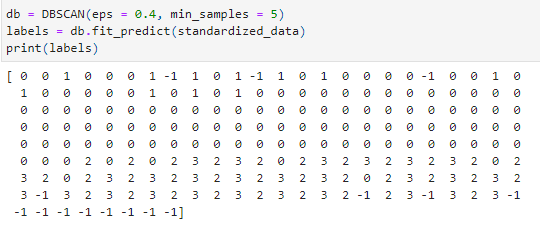 db = DBSCAN(eps = 0.4, min_samples = 5)
labels = db.fit_predict(standardized_data)
print(labels)
[ 0 0 1 0 0 0 1 -1 1 0 1 -1 1 0 1 0 0 0 0 -1 0 0 1 0
1 0 0 0 0 0 1 0 1 0 1 0 0 0 0 0 0 0 0 0 0 0 0 0
0 0 0 0 0 0 0 0 0 0 0 0 0 0 0 0 0 0 0 0 0 0 0 0
0 0 0 0 0 0 0 0 0 0 0 0 0 0 0 0 0 0 0 0 0 0 0 0
0 0 0 0 0 0 0 0 0 0 0 0 0 0 0 0 0 0 0 0 0 0 0 0
0 0 0 2 0 2 0 2 3 2 3 2 0 2 3 2 3 2 3 2 3 2 0 2
3 2 0 2 3 2 3 2 3 2 3 2 3 2 3 2 0 2 3 2 3 2 3 2
3 -1 3 2 3 2 3 2 3 2 3 2 3 2 3 2 -1 2 3 -1 3 2 3 -1
-1 -1 -1 -1 -1 -1 -1 -1]